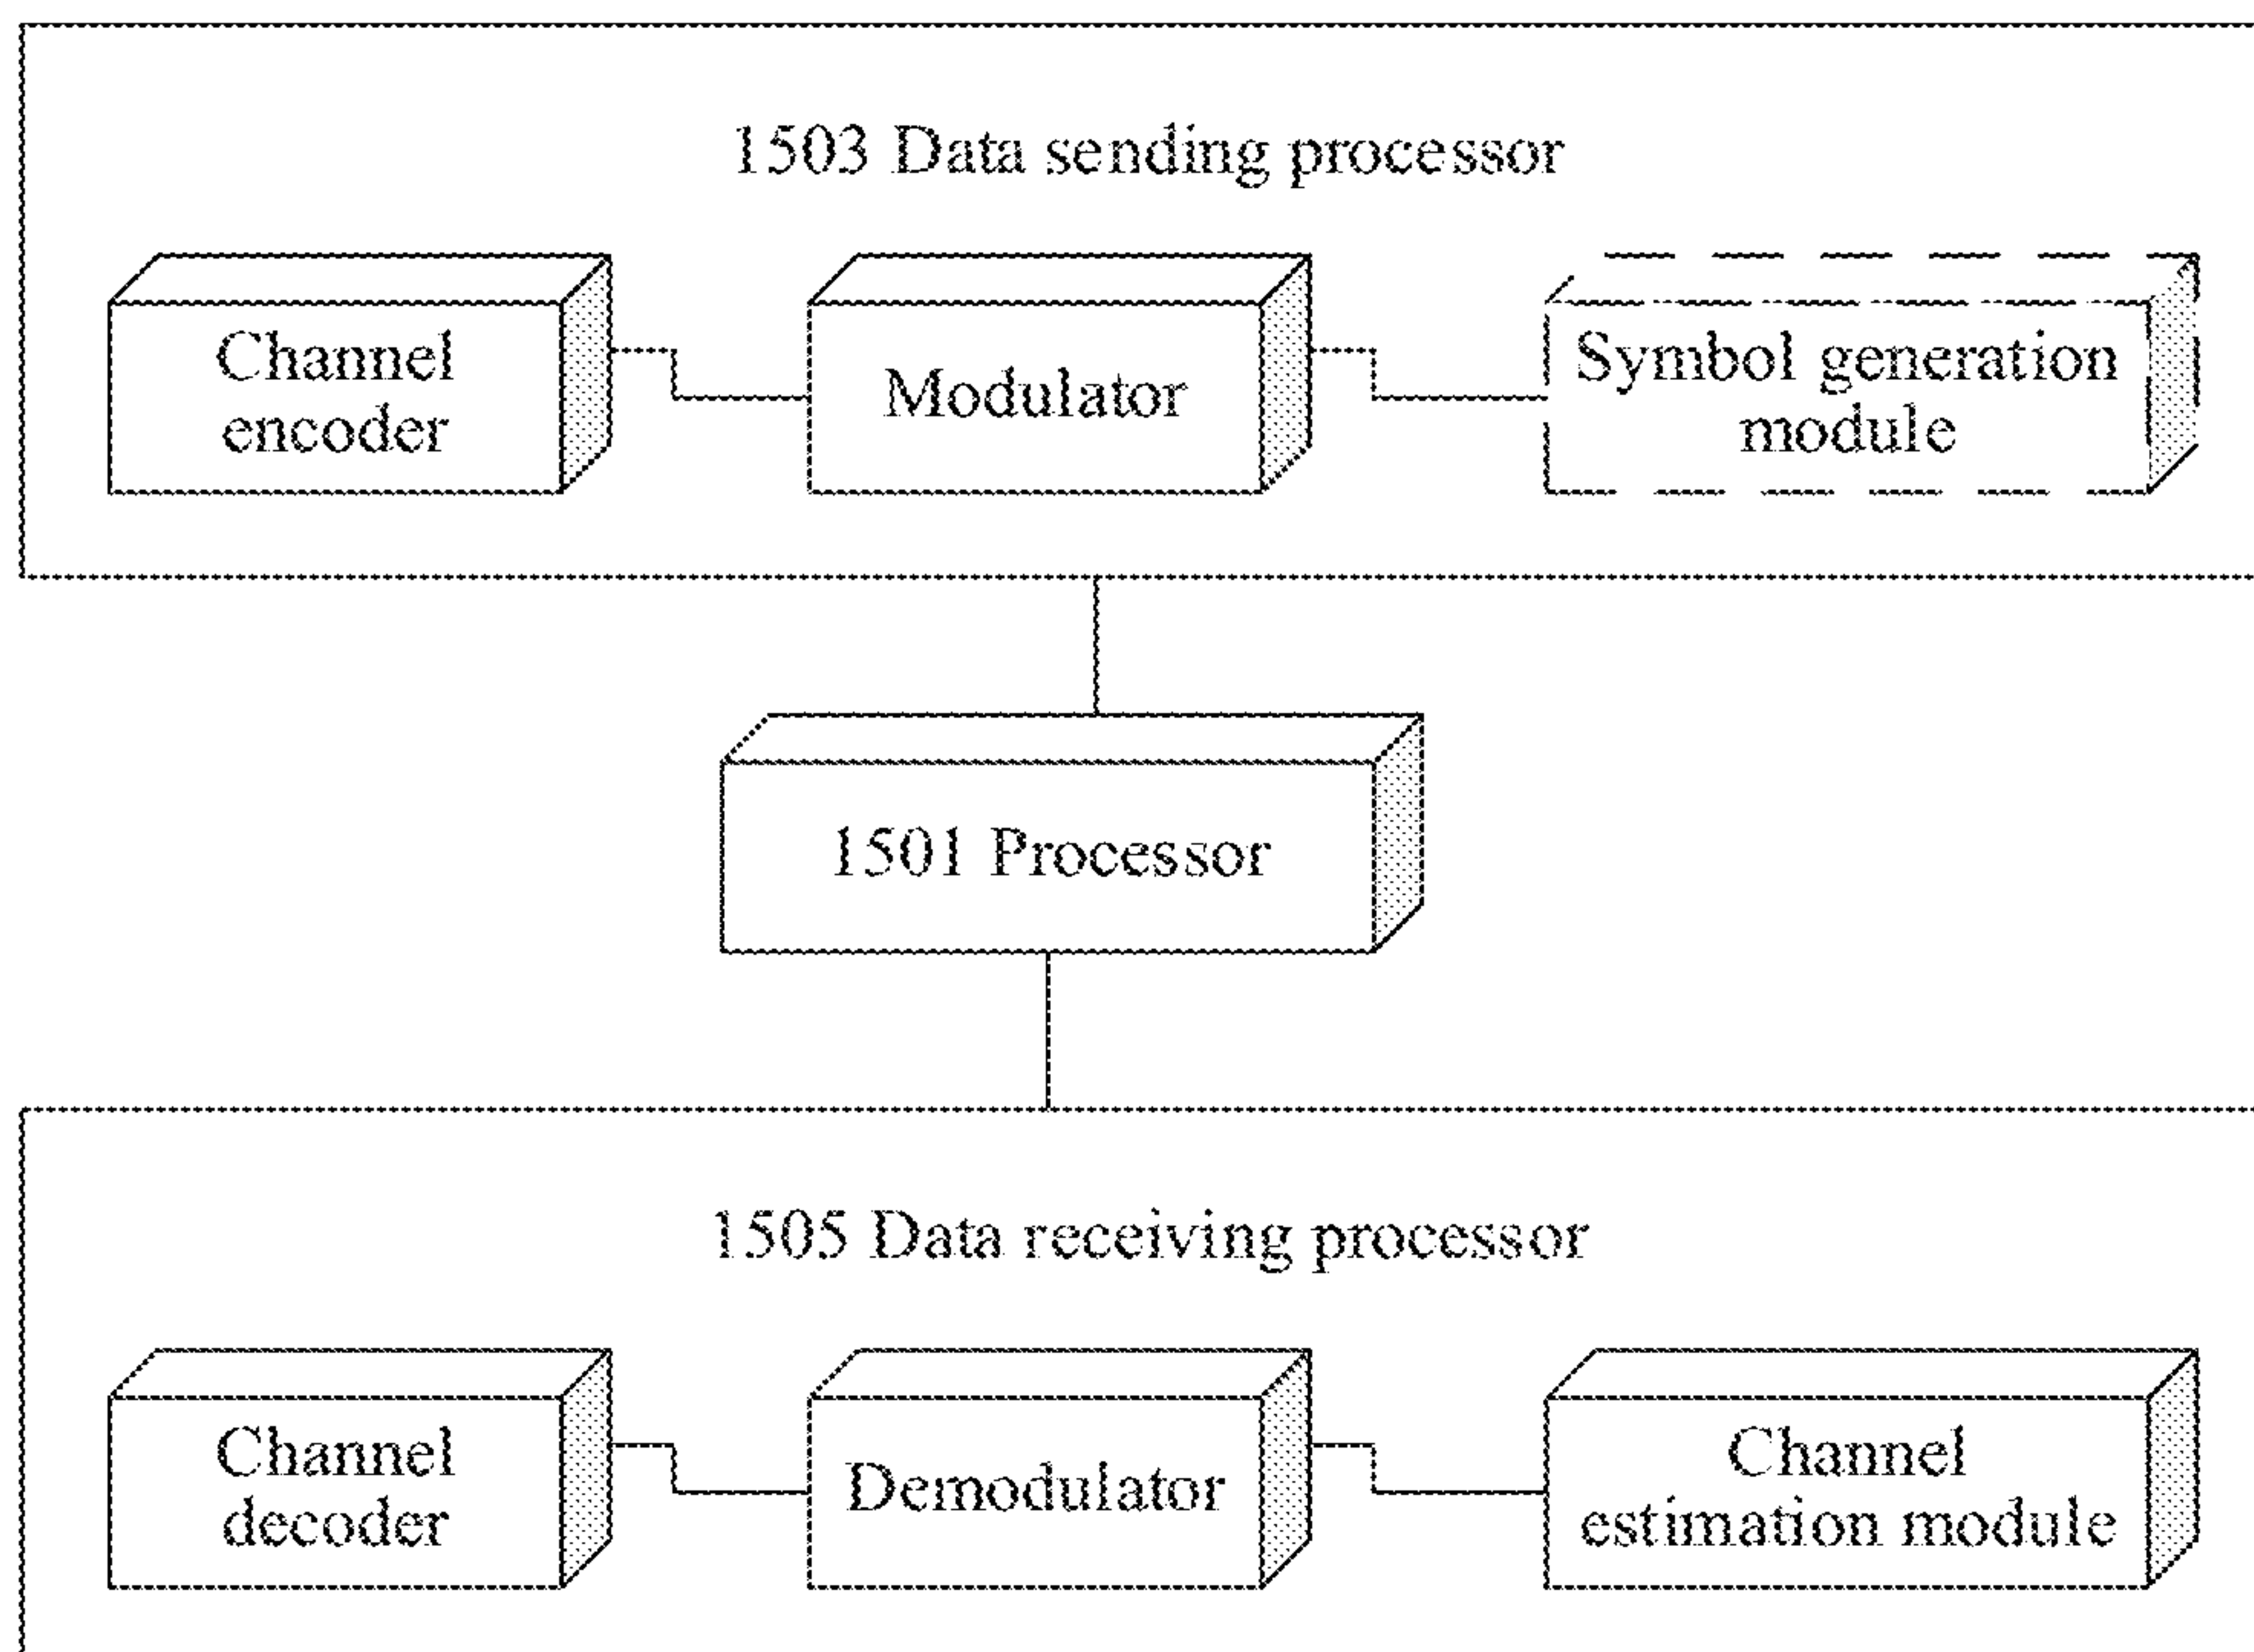 1503 Data sending processor
Channel
encoder
Modulator
Symbol generation
module
1501 Processor
1505 Data receiving processor
Channel
decoder
Demodulator
Channel
estimation module